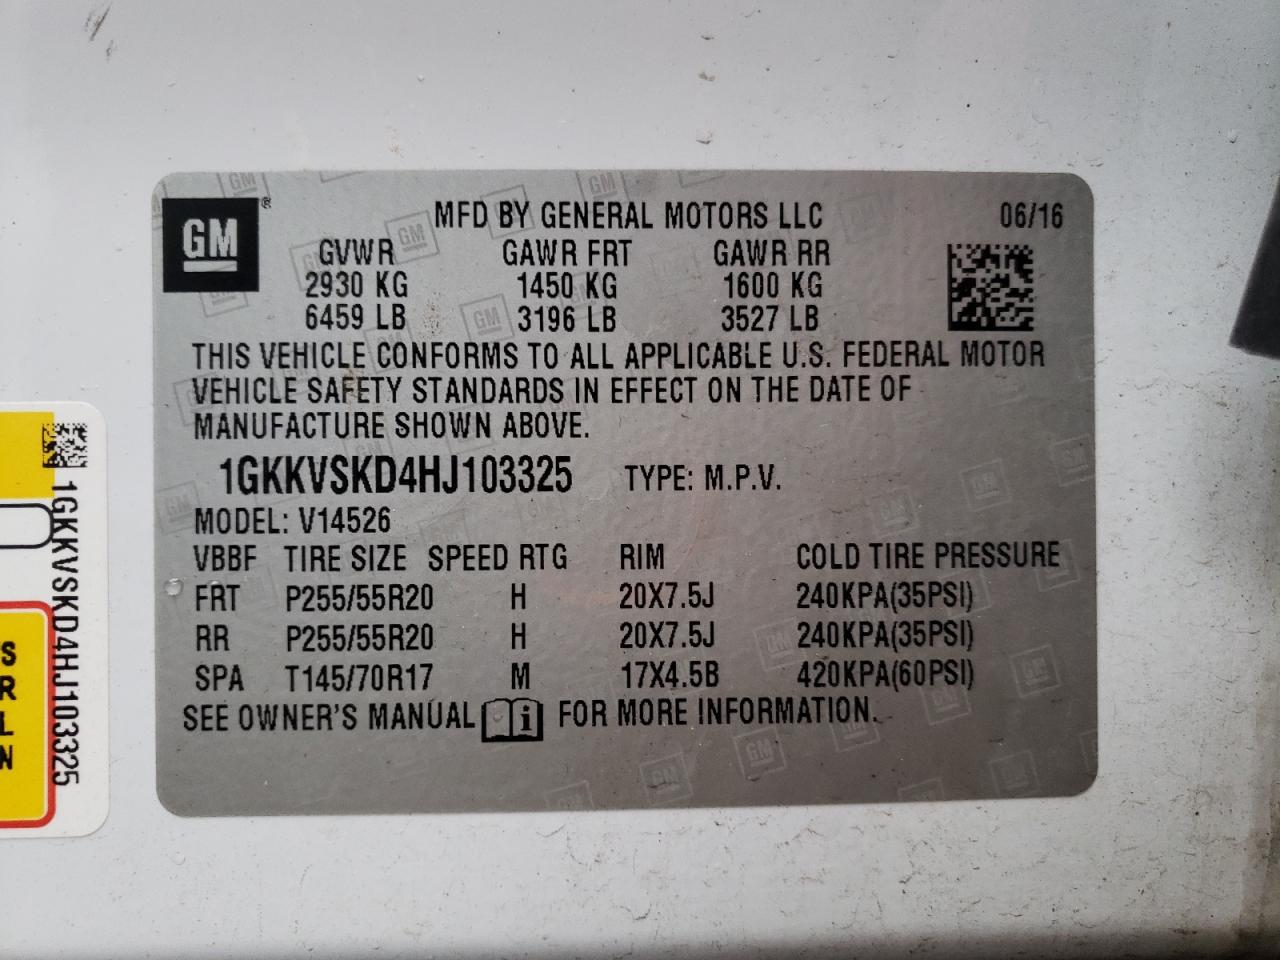 GM ®
MFD BY GENERAL MOTORS LLC 06/16
GVWR GAWR FRT GAWR RR
2930 KG 1450 KG 1600 KG
6459 LB 3196 LB 3527 LB
THIS VEHICLE CONFORMS TO ALL APPLICABLE U.S. FEDERAL MOTOR
VEHICLE SAFETY STANDARDS IN EFFECT ON THE DATE OF
MANUFACTURE SHOWN ABOVE.
1GKKVSKD4HJ103325 TYPE: M.P.V.
MODEL: V14526
VBBF TIRE SIZE SPEED RTG RIM COLD TIRE PRESSURE
FRT P255/55R20 H 20X7.5J 240KPA(35PSI)
RR P255/55R20 H 20X7.5J 240KPA(35PSI)
SPA T145/70R17 M 17X4.5B 420KPA(60PSI)
SEE OWNER'S MANUAL i FOR MORE INFORMATION.
1GKKVSKD4HJ103325
S
R
L
N